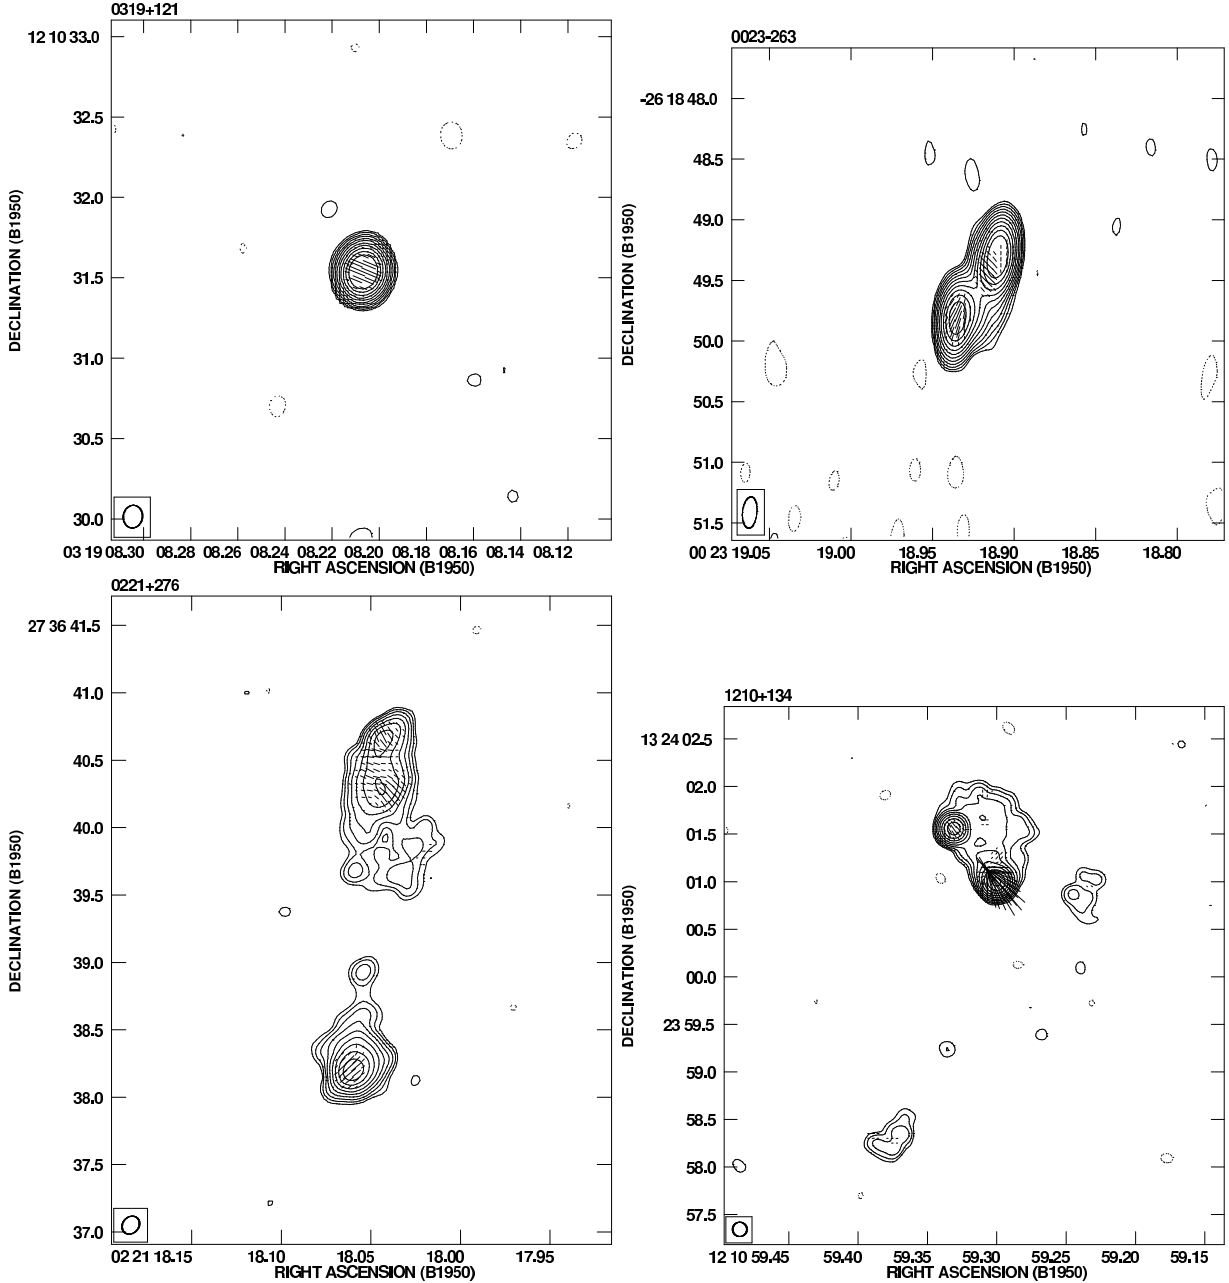 0319+121
12 10 33.0
32.5
32.0
31.5
31.0
30.5
30.0
DECLINATION (B1950)
03 19 08.30 08.28 08.26 08.24 08.22 08.20 08.18 08.16 08.14 08.12
RIGHT ASCENSION (B1950)
0023-263
-26 18 48.0
48.5
49.0
49.5
50.0
50.5
51.0
51.5
DECLINATION (B1950)
00 23 19.05 19.00 18.95 18.90 18.85 18.80
RIGHT ASCENSION (B1950)
0221+276
27 36 41.5
41.0
40.5
40.0
39.5
39.0
38.5
38.0
37.5
37.0
DECLINATION (B1950)
02 21 18.15 18.10 18.05 18.00 17.95
RIGHT ASCENSION (B1950)
1210+134
13 24 02.5
02.0
01.5
01.0
00.5
00.0
23 59.5
59.0
58.5
58.0
57.5
DECLINATION (B1950)
12 10 59.45 59.40 59.35 59.30 59.25 59.20 59.15
RIGHT ASCENSION (B1950)